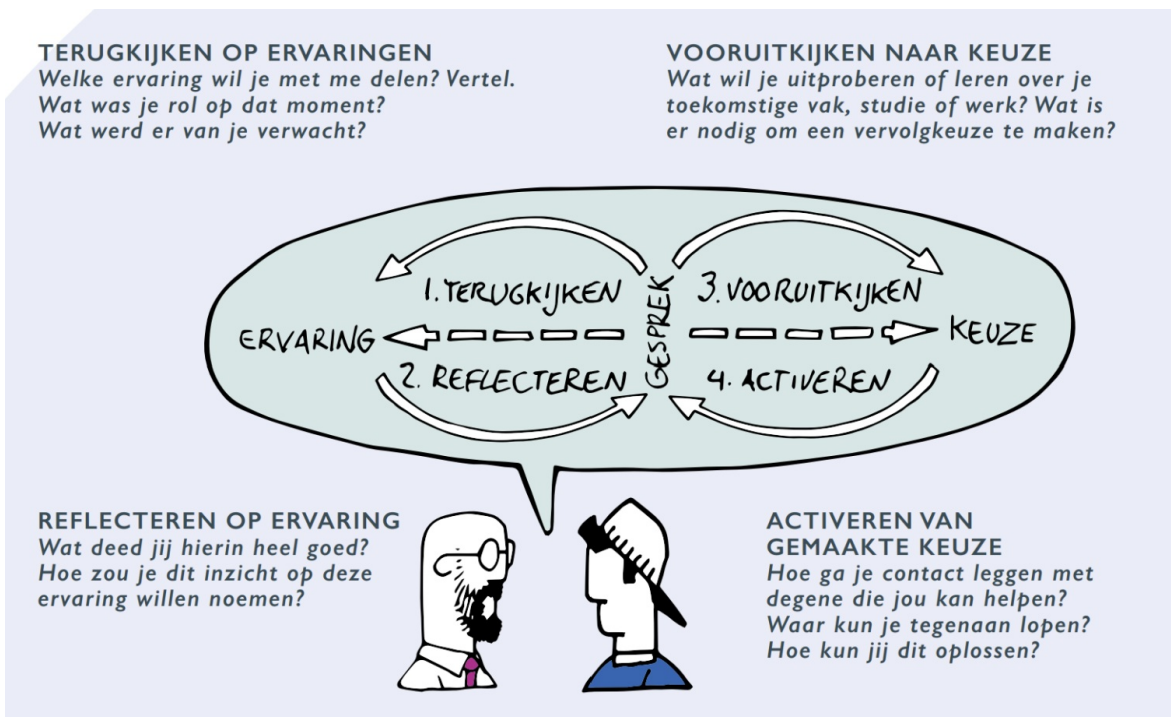 TERUGKIJKEN OP ERVARINGEN
Welke ervaring wil je met me delen? Vertel.
Wat was je rol op dat moment?
Wat werd er van je verwacht?
VOORUITKIJKEN NAAR KEUZE
Wat wil je uitproberen of leren over je
toekomstige vak, studie of werk? Wat is
er nodig om een vervolgkeuze te maken?
1. TERUGKIJKEN
3. VOORUITKIJKEN
ERVARING
GESPREK
KEUZE
2. REFLECTEREN
4. ACTIVEREN
REFLECTEREN OP ERVARING
Wat deed jij hierin heel goed?
Hoe zou je dit inzicht op deze
ervaring willen noemen?
ACTIVEREN VAN
GEMAAKTE KEUZE
Hoe ga je contact leggen met
degene die jou kan helpen?
Waar kun je tegenaan lopen?
Hoe kun jij dit oplossen?